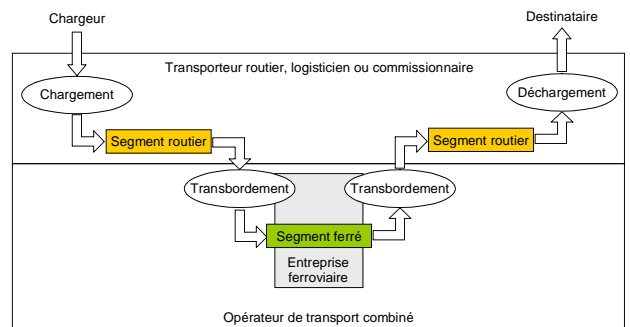 Chargeur
Destinataire
Transporteur routier, logisticien ou commissionnaire
Chargement
Déchargement
Segment routier
Segment routier
Transbordement
Transbordement
Segment ferré
Entreprise
ferroviaire
Opérateur de transport combiné